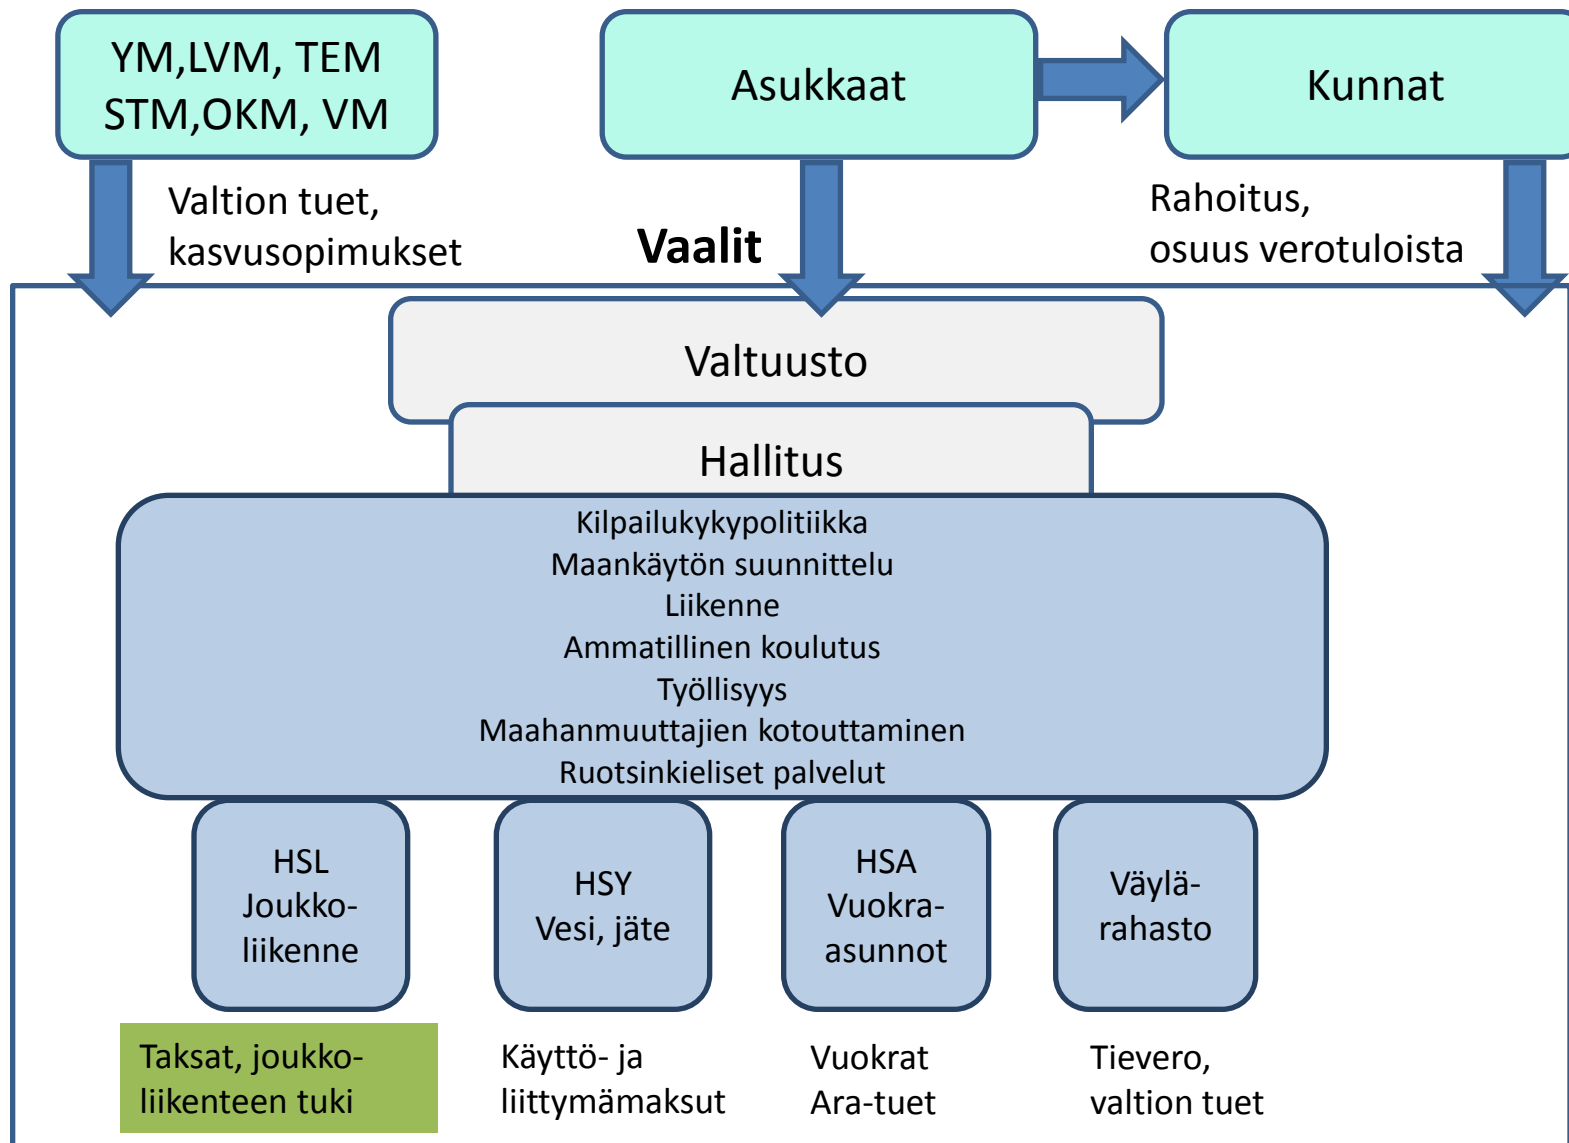 YM,LVM, TEM
STM,OKM, VM
Asukkaat
Kunnat
Valtion tuet,
kasvusopimukset
Vaalit
Rahoitus,
osuus verotuloista
Valtuusto
Hallitus
Kilpailukykypolitiikka
Maankäytön suunnittelu
Liikenne
Ammatillinen koulutus
Työllisyys
Maahanmuuttajien kotouttaminen
Ruotsinkieliset palvelut
HSL
Joukko-
liikenne
HSY
Vesi, jäte
HSA
Vuokra-
asunnot
Väylä-
rahasto
Taksat, joukko-
liikenteen tuki
Käyttö- ja
liittymämaksut
Vuokrat
Ara-tuet
Tievero,
valtion tuet